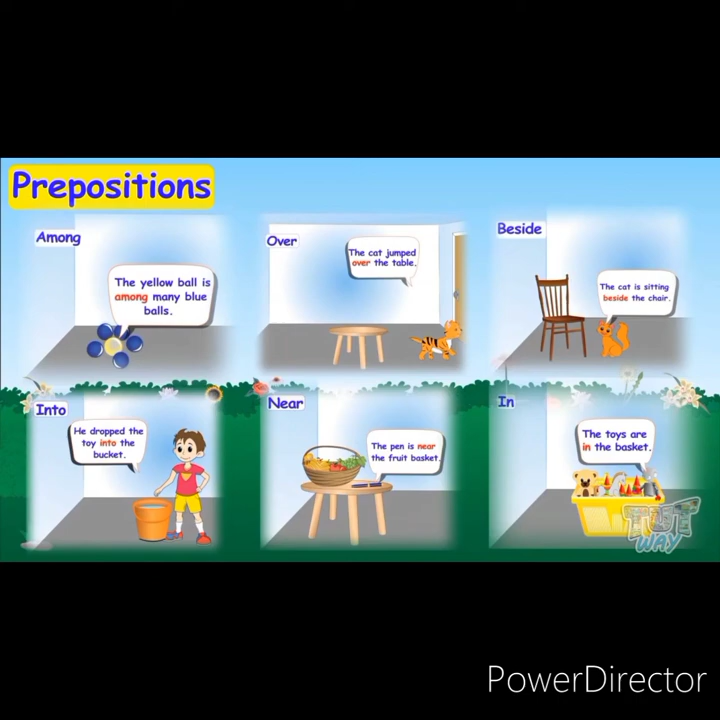 Prepositions
Among
The yellow ball is
among many blue
balls.
Over
The cat jumped
over the table.
Beside
The cat is sitting
beside the chair.
Into
He dropped the
toy into the
bucket.
Near
The pen is near
the fruit basket.
In
The toys are
in the basket.
WAY
PowerDirector